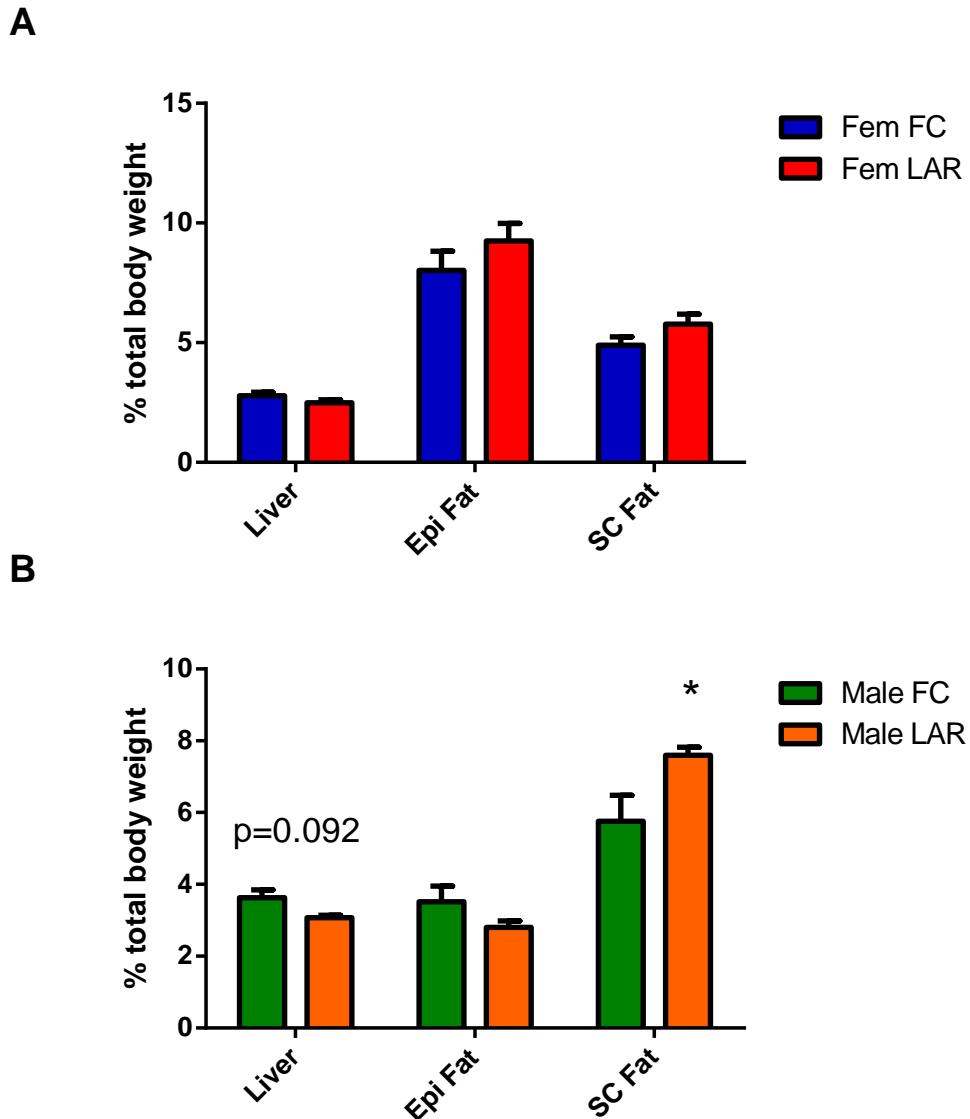 A
15
10
5
0
% total body weight
Liver
Epi Fat
SC Fat
Fem FC
Fem LAR
B
10
8
6
4
2
0
% total body weight
p=0.092
*
Liver
Epi Fat
SC Fat
Male FC
Male LAR